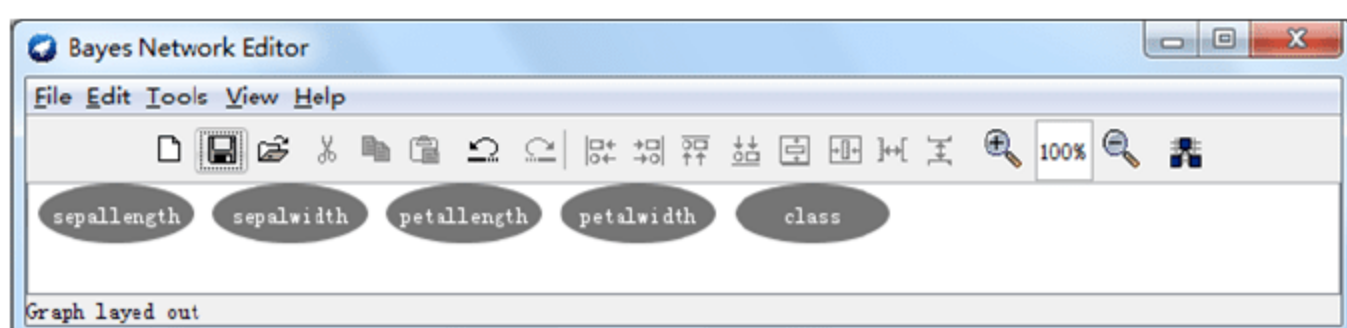 Bayes Network Editor
File Edit Tools View Help
100%
sepallength sepalwidth petallength petalwidth class
Graph layed out